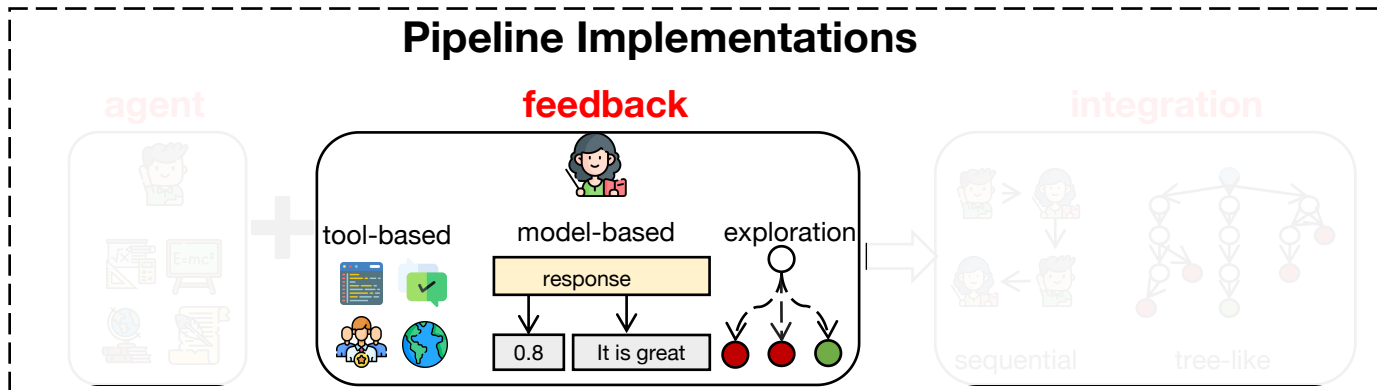 Pipeline Implementations
agent
feedback
integration
tool-based
model-based
exploration
response
0.8
It is great
E=mc²
sequential
tree-like